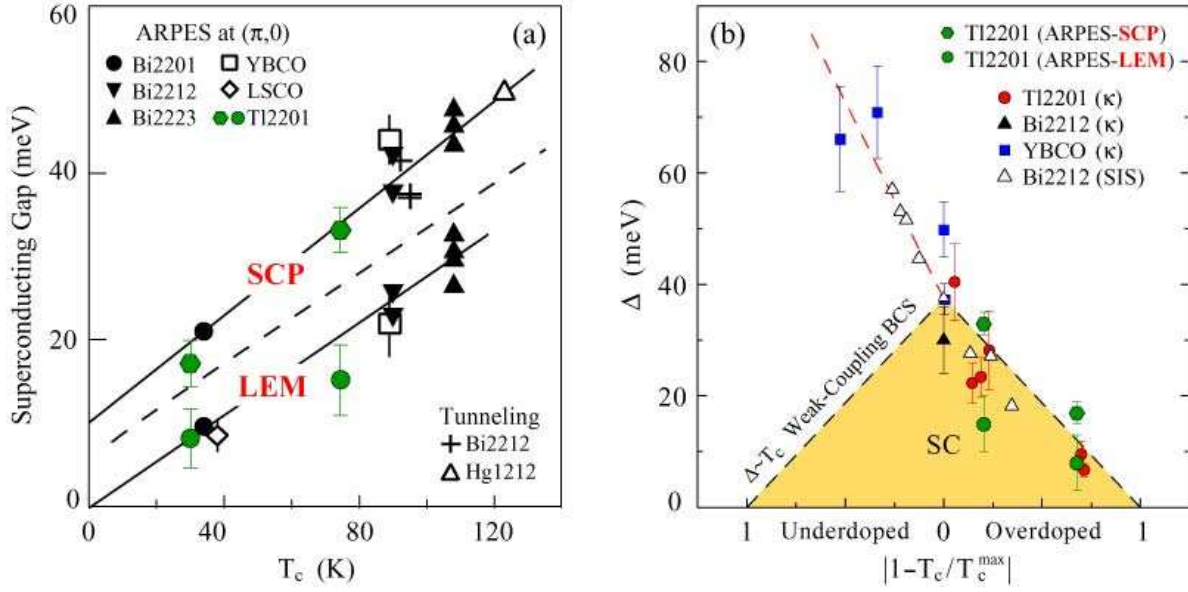 60
40
20
0
Superconducting Gap (meV)
ARPES at (π,0)
(a)
Bi2201
YBCO
Bi2212
LSCO
Bi2223
Tl2201
SCP
LEM
Tunneling
Bi2212
Hg1212
0
40
80
120
T_c (K)
80
60
40
20
0
Δ (meV)
(b)
Tl2201 (ARPES-SCP)
Tl2201 (ARPES-LEM)
Tl2201 (κ)
Bi2212 (κ)
YBCO (κ)
Bi2212 (SIS)
Δ~T_c Weak-Coupling BCS
SC
1
Underdoped
0
Overdoped
1
|1-T_c/T_c^max|